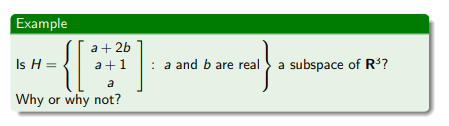 Example
Is H = { [ a + 2b
a + 1
a ] : a and b are real } a subspace of R³?
Why or why not?